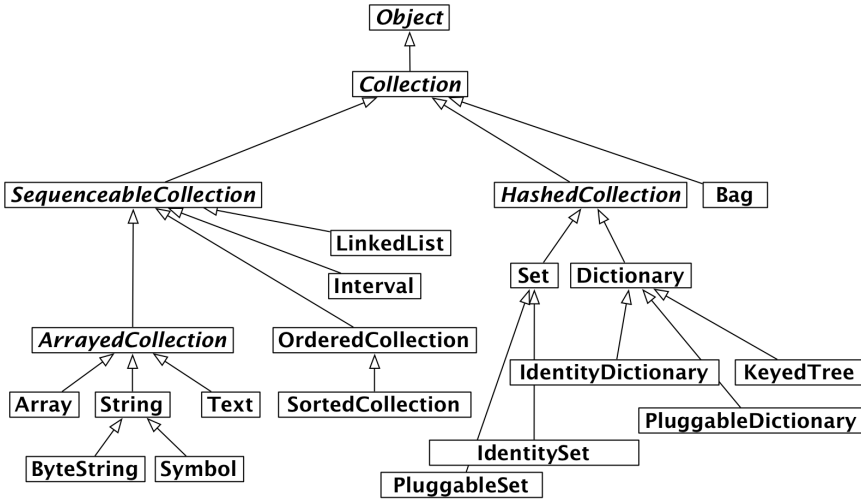 Object
Collection
SequenceableCollection
HashedCollection
Bag
LinkedList
Set
Dictionary
Interval
ArrayedCollection
OrderedCollection
IdentityDictionary
KeyedTree
Array
String
Text
SortedCollection
PluggableDictionary
IdentitySet
ByteString
Symbol
PluggableSet